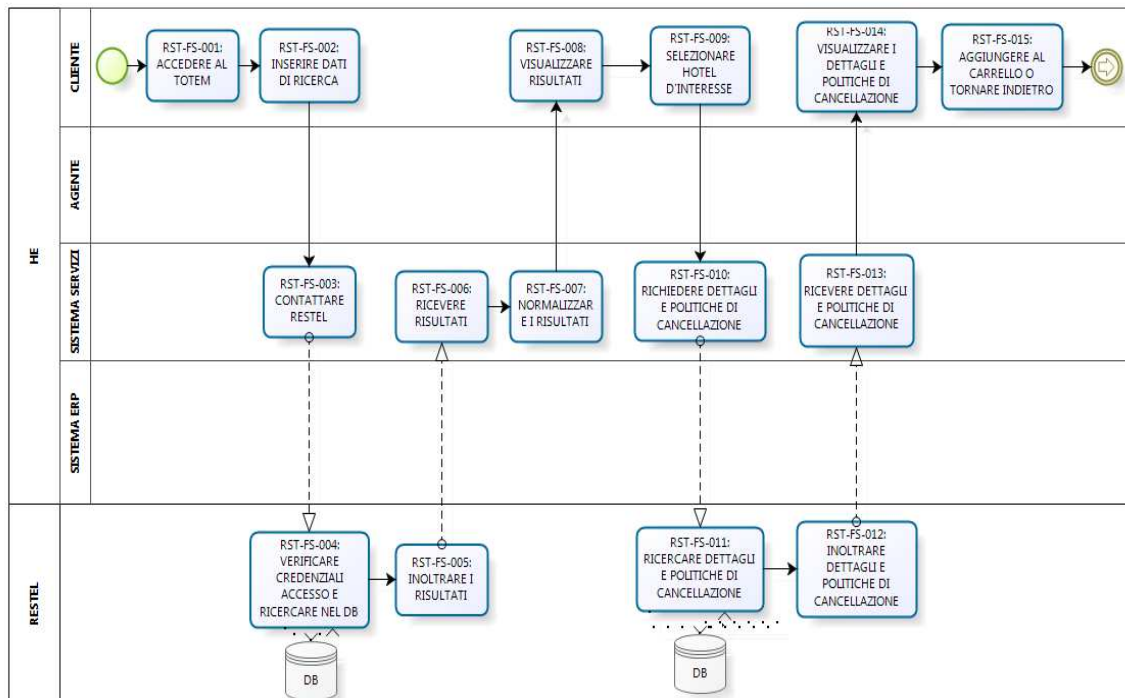 HE
CLIENTE
RST-FS-001:
ACCEDERE AL
TOTEM
RST-FS-002:
INSERIRE DATI
DI RICERCA
RST-FS-008:
VISUALIZZARE
RISULTATI
RST-FS-009:
SELEZIONARE
HOTEL
D'INTERESSE
RST-FS-014:
VISUALIZZARE I
DETTAGLI E
POLITICHE DI
CANCELLAZIONE
RST-FS-015:
AGGIUNGERE AL
CARRELLO O
TORNARE INDIETRO
AGENTE
SISTEMA SERVIZI
RST-FS-003:
CONTATTARE
RESTEL
RST-FS-006:
RICEVERE
RISULTATI
RST-FS-007:
NORMALIZZAR
E I RISULTATI
RST-FS-010:
RICHIEDERE DETTAGLI
E POLITICHE DI
CANCELLAZIONE
RST-FS-013:
RICEVERE DETTAGLI
E POLITICHE DI
CANCELLAZIONE
SISTEMA ERP
RESTEL
RST-FS-004:
VERIFICARE
CREDENZIALI
ACCESSO E
RICERCARE NEL DB
RST-FS-005:
INOLTRARE I
RISULTATI
RST-FS-011:
RICERCARE DETTAGLI
E POLITICHE DI
CANCELLAZIONE
RST-FS-012:
INOLTRARE
DETTAGLI E
POLITICHE DI
CANCELLAZIONE
DB
DB